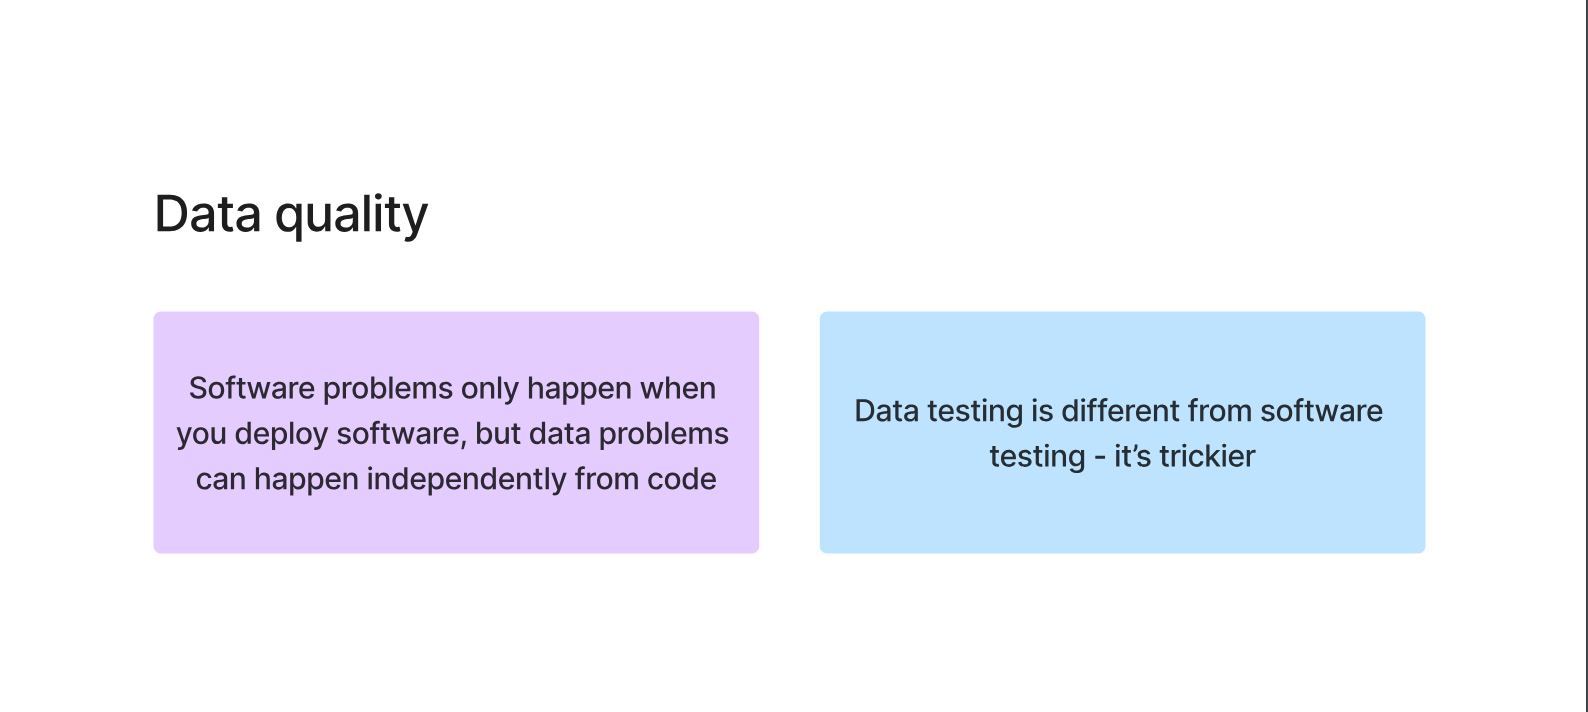 Data quality
Software problems only happen when
you deploy software, but data problems
can happen independently from code
Data testing is different from software
testing - it’s trickier